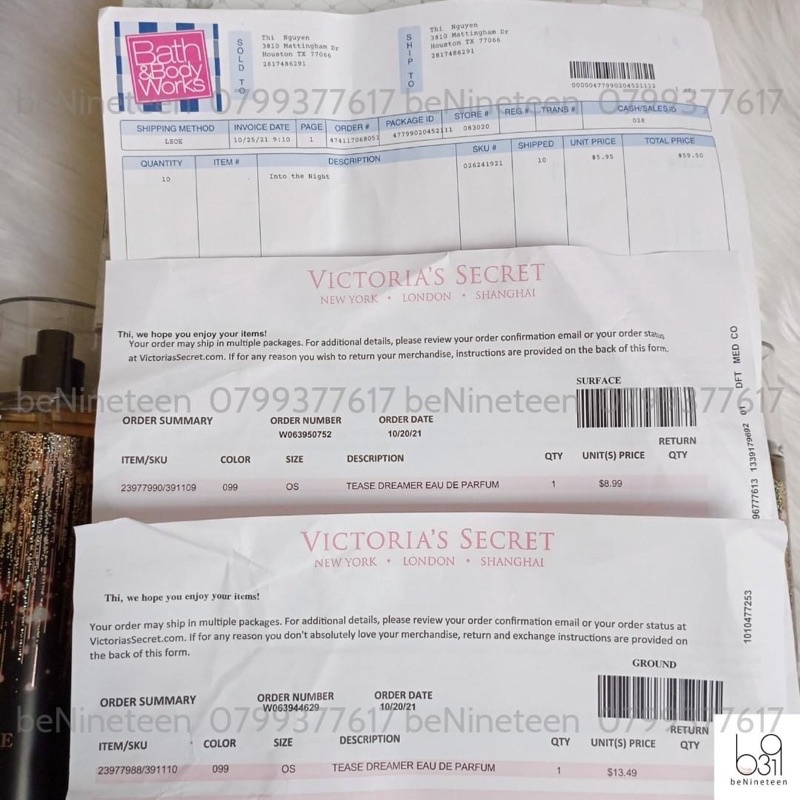 Bath
& Body
Works
SOLD TO
Thi Nguyen
3810 Mattingham Dr
Houston TX 77066
2817486291
SHIP TO
Thi Nguyen
3810 Mattingham Dr
Houston TX 77066
2817486291
00000477990204521112
beNineteen 0799377617 beNineteen 0799377617
SHIPPING METHOD INVOICE DATE PAGE ORDER # PACKAGE ID STORE # REG # TRANS # CASH/SALES ID
LSOE 10/25/21 9:10 1 47799020452111 083020 028
QUANTITY ITEM # DESCRIPTION SKU # SHIPPED UNIT PRICE TOTAL PRICE
10 Into the Night 026241921 10 $5.95 $59.50
VICTORIA'S SECRET
NEW YORK • LONDON • SHANGHAI
Thi, we hope you enjoy your items!
Your order may ship in multiple packages. For additional details, please review your order confirmation email or your order status
at VictoriasSecret.com. If for any reason you wish to return your merchandise, instructions are provided on the back of this form.
SURFACE
beNineteen 0799377617 beNineteen 0799377617
ORDER SUMMARY ORDER NUMBER ORDER DATE
W063950752 10/20/21
RETURN
ITEM/SKU COLOR SIZE DESCRIPTION QTY UNIT(S) PRICE QTY
23977990/391109 099 OS TEASE DREAMER EAU DE PARFUM 1 $8.99
96777613 1339179692 01 DFT MED CO
VICTORIA'S SECRET
NEW YORK • LONDON • SHANGHAI
Thi, we hope you enjoy your items!
Your order may ship in multiple packages. For additional details, please review your order confirmation email or your order status at
VictoriasSecret.com. If for any reason you don't absolutely love your merchandise, return and exchange instructions are provided on
the back of this form.
1010477253
GROUND
ORDER SUMMARY ORDER NUMBER ORDER DATE
W063944629 10/20/21
beNineteen 0799377617 beNineteen 0799377617
RETURN
ITEM/SKU COLOR SIZE DESCRIPTION QTY UNIT(S) PRICE QTY
23977988/391110 099 OS TEASE DREAMER EAU DE PARFUM 1 $13.49
E
beNineteen